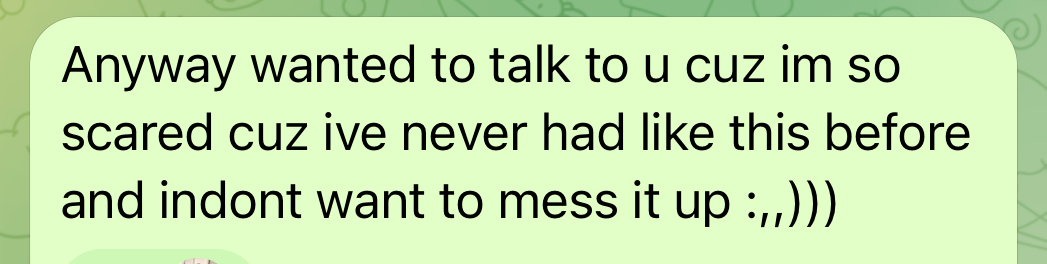 Anyway wanted to talk to u cuz im so
scared cuz ive never had like this before
and indont want to mess it up :,,)))